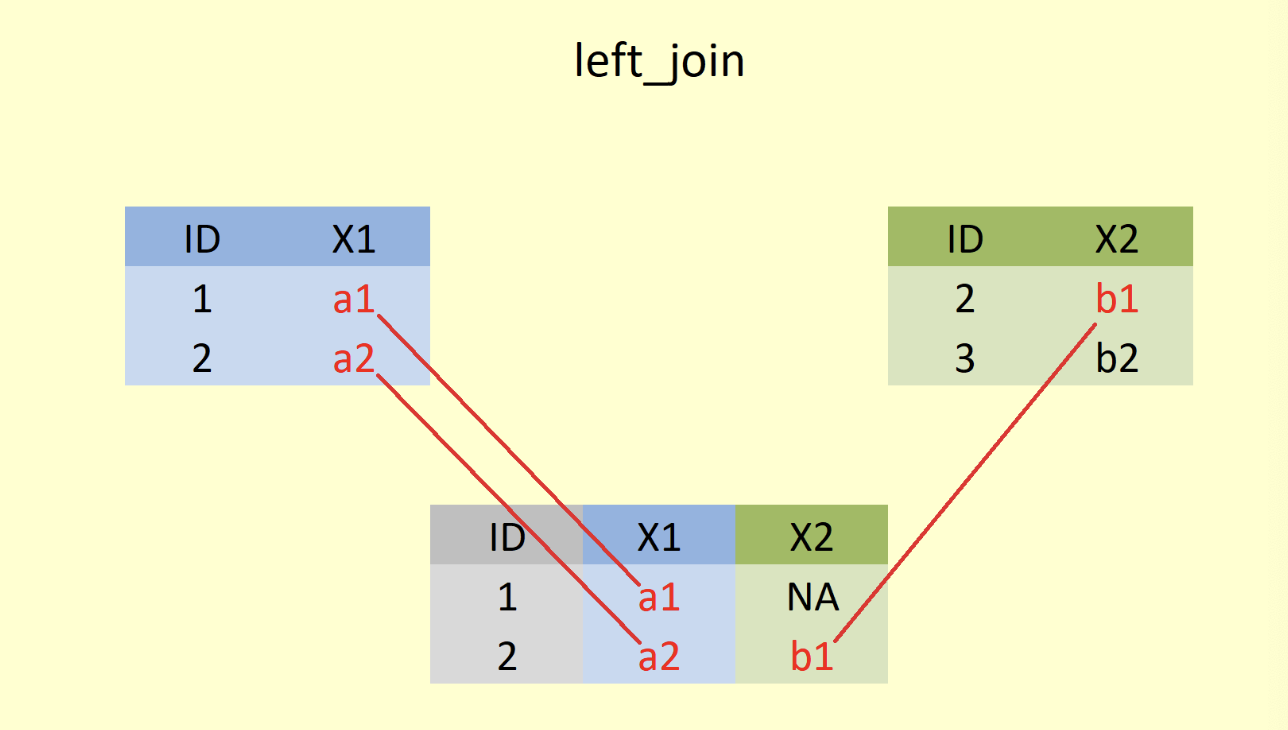 left_join
ID X1
1 a1
2 a2
ID X2
2 b1
3 b2
ID X1 X2
1 a1 NA
2 a2 b1